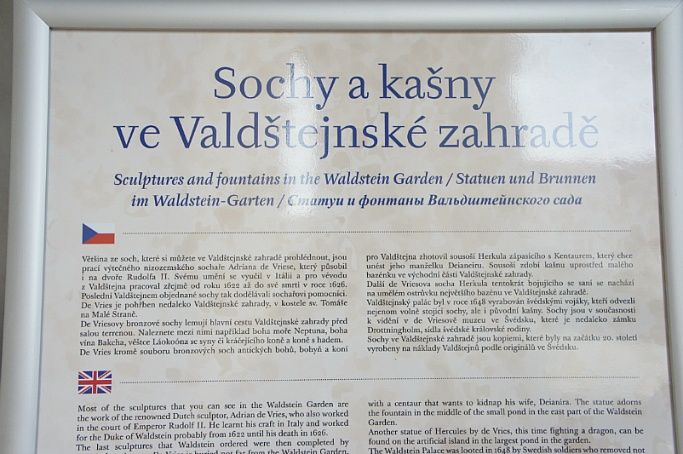 Sochy a kašny
ve Valdštejnské zahradě
Sculptures and fountains in the Waldstein Garden / Statuen und Brunnen
im Waldstein-Garten / Статуи и фонтаны Вальдштейнского сада
Většina ze soch, které si můžete ve Valdštejnské zahradě prohlédnout, jsou
prací výtečného nizozemského sochaře Adriana de Vriese, který působil
i na dvoře Rudolfa II. Svému umění se vyučil v Itálii a pro vévodu
z Valdštejna pracoval zřejmě od roku 1622 až do své smrti v roce 1626.
Poslední Valdštejnem objednané sochy tak dodělávali sochařovi pomocníci.
De Vries je pohřben nedaleko Valdštejnské zahrady, v kostele sv. Tomáše
na Malé Straně.
De Vriesovy bronzové sochy lemují hlavní cestu Valdštejnské zahrady před
salou terrenou. Naleznete mezi nimi například boha moře Neptuna, boha
vína Bakcha, věštce Láokoóna se syny či kráčejícího koně a koně s hadem.
De Vries kromě souboru bronzových soch antických bohů, bohyň a koní
pro Valdštejna zhotovil sousoší Herkula zápasícího s Kentaurem, který chce
unést jeho manželku Deianeiru. Sousoší zdobí kašnu uprostřed malého
bazénku ve východní části Valdštejnské zahrady.
Další de Vriesova socha Herkula tentokrát bojujícího se saní se nachází
na umělém ostrůvku největšího bazénu ve Valdštejnské zahradě.
Valdštejnský palác byl v roce 1648 vyrabován švédskými vojáky, kteří odvezli
nejenom volně stojící sochy, ale i původní kašny. Sochy jsou v současnosti
k vidění v de Vriesově muzeu ve Švédsku, které je nedaleko zámku
Drottningholm, sídla švédské královské rodiny.
Sochy ve Valdštejnské zahradě jsou kopiemi, které byly na začátku 20. století
vyrobeny na náklady Valdštejnů podle originálů ve Švédsku.
Most of the sculptures that you can see in the Waldstein Garden are
the work of the renowned Dutch sculptor, Adrian de Vries, who also worked
in the court of Emperor Rudolf II. He learnt his craft in Italy and worked
for the Duke of Waldstein probably from 1622 until his death in 1626.
The last sculptures that Waldstein ordered were then completed by
not far from the Waldstein Garden,
with a centaur that wants to kidnap his wife, Deianira. The statue adorns
the fountain in the middle of the small pond in the east part of the Waldstein
Garden.
Another statue of Hercules by de Vries, this time fighting a dragon, can be
found on the artificial island in the largest pond in the garden.
The Waldstein Palace was looted in 1648 by Swedish soldiers who removed not